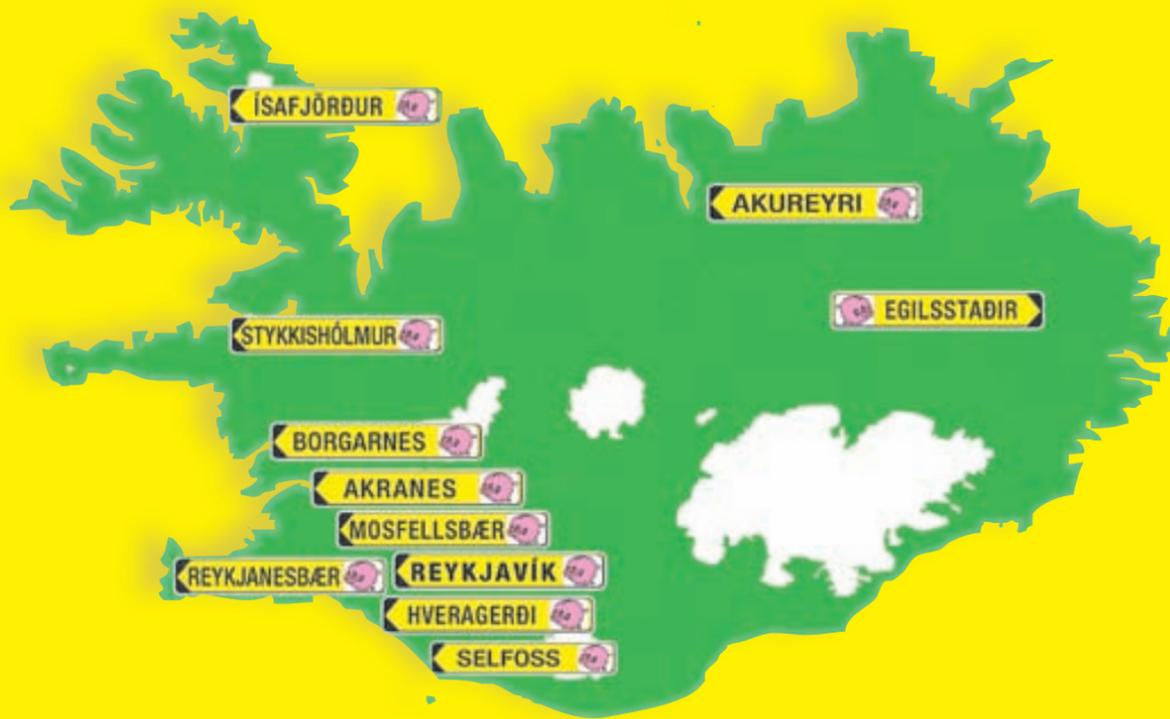 ÍSAFJÖRÐUR
AKUREYRI
EGILSSTAÐIR
STYKKISHÓLMUR
BORGARNES
AKRANES
MOSFELLSBÆR
REYKJAVÍK
REYKJANESBÆR
HVERAGERÐI
SELFOSS